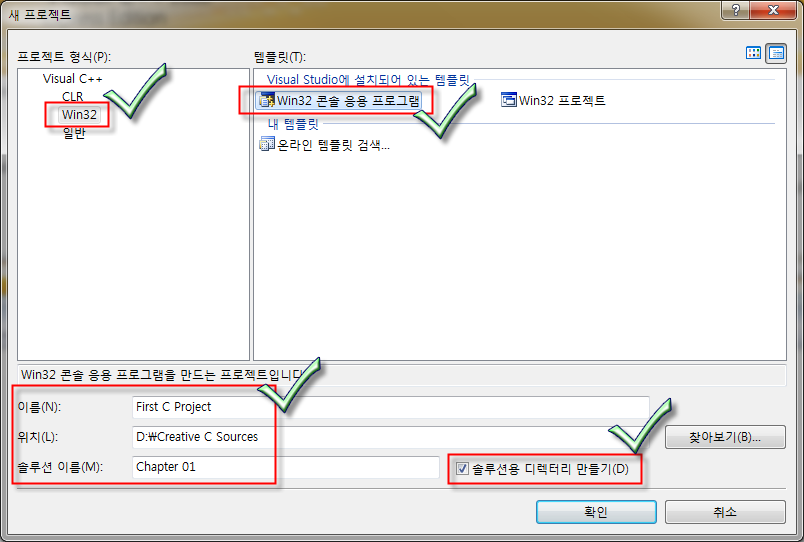 새 프로젝트
프로젝트 형식(P):
템플릿(T):
Visual C++
CLR
Win32
일반
Visual Studio에 설치되어 있는 템플릿
Win32 콘솔 응용 프로그램
Win32 프로젝트
내 템플릿
온라인 템플릿 검색...
Win32 콘솔 응용 프로그램을 만드는 프로젝트입니다
이름(N):
First C Project
위치(L):
D:₩Creative C Sources
찾아보기(B)...
솔루션 이름(M):
Chapter 01
솔루션용 디렉터리 만들기(D)
확인
취소